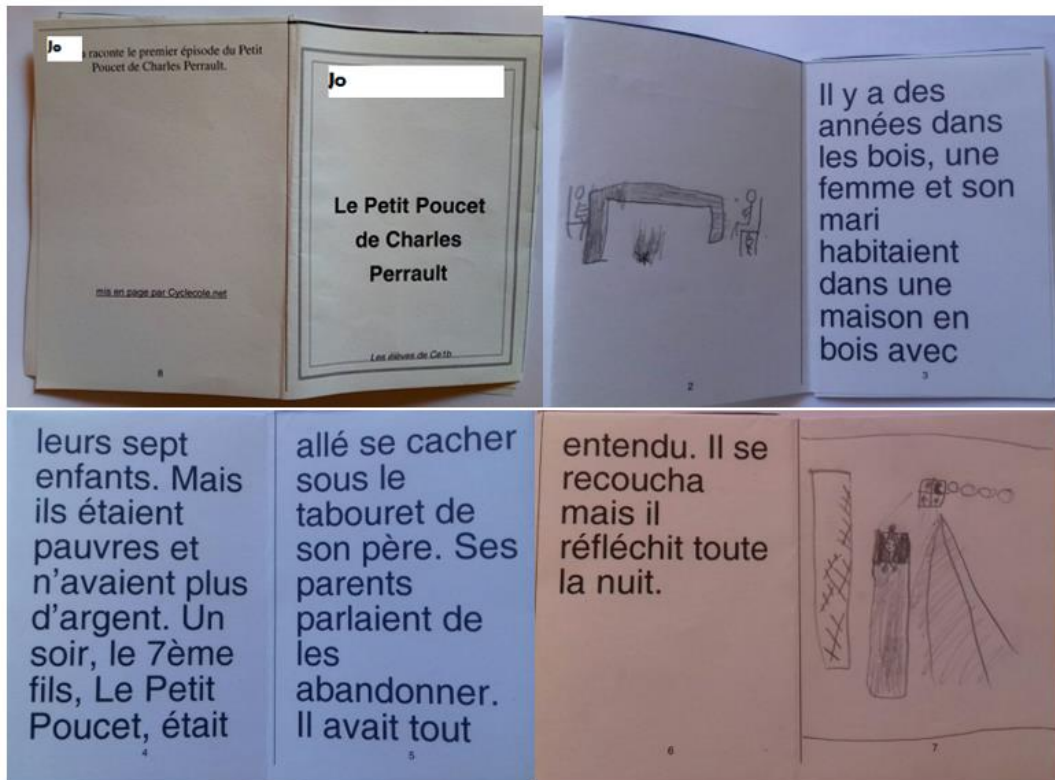 Jo
raconte le premier épisode du Petit
Poucet de Charles Perrault.
mis en page par Cyclecole.net
8
Jo
Le Petit Poucet
de Charles
Perrault
Les élèves de Ce1b
2
Il y a des
années dans
les bois, une
femme et son
mari
habitaient
dans une
maison en
bois avec
3
leurs sept
enfants. Mais
ils étaient
pauvres et
n'avaient plus
d'argent. Un
soir, le 7ème
fils, Le Petit
Poucet, était
4
allé se cacher
sous le
tabouret de
son père. Ses
parents
parlaient de
les
abandonner.
Il avait tout
5
entendu. Il se
recoucha
mais il
réfléchit toute
la nuit.
6
7